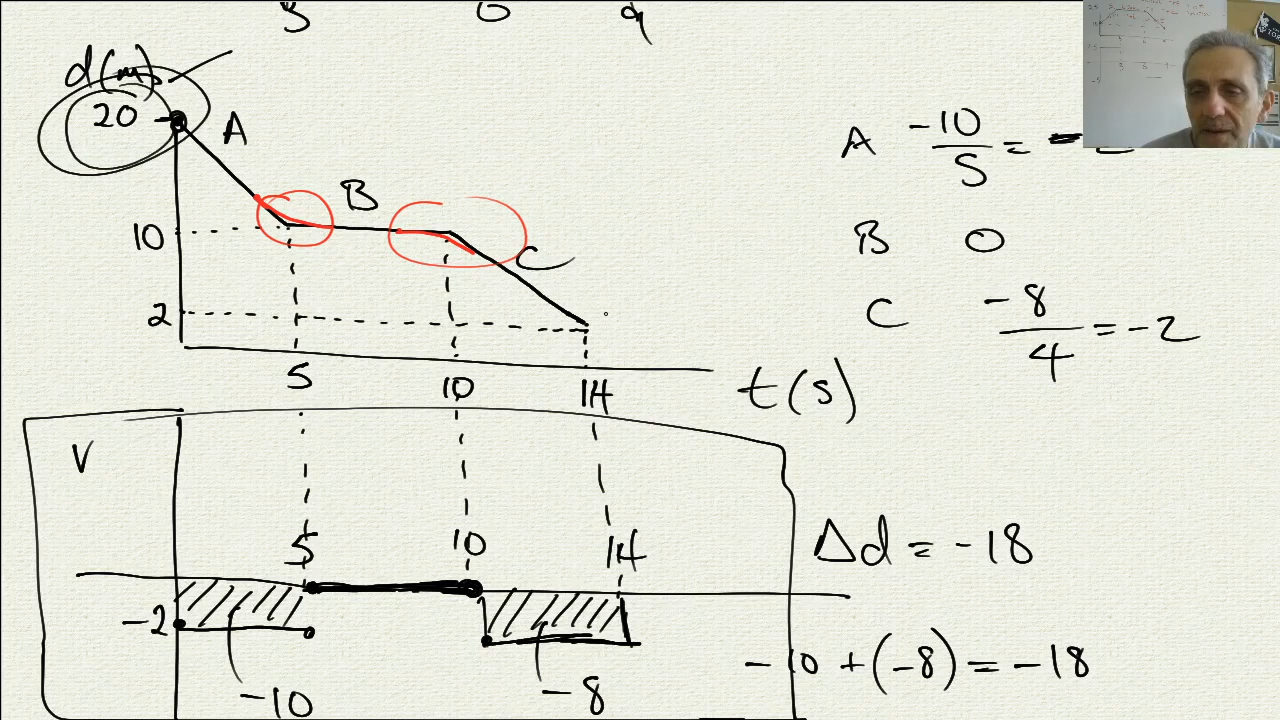 d(m)
20
A
B
10
C
2
5
10
14
t(s)
A -10/5 =
B 0
C -8/4 = -2
V
5
10
14
-2
-10
-8
Δd = -18
-10 + (-8) = -18